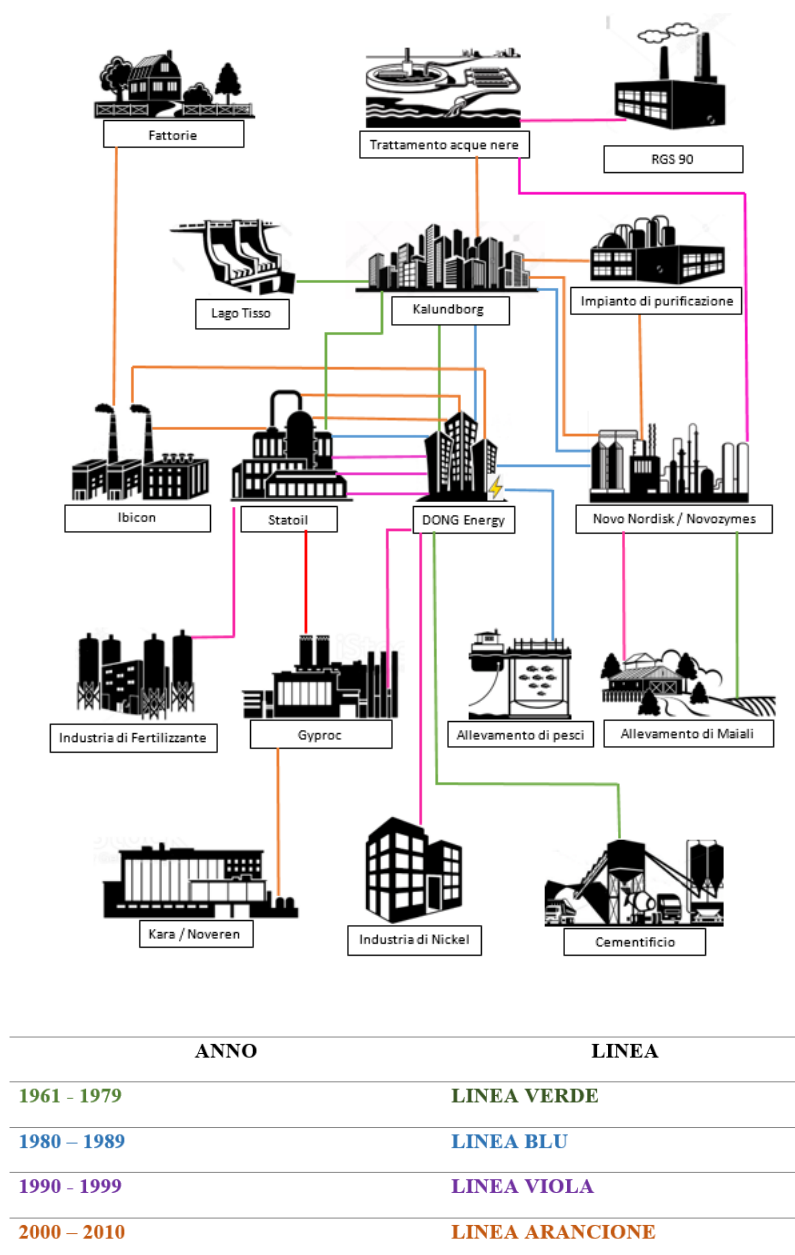 Fattorie
Trattamento acque nere
RGS 90
Lago Tisso
Kalundborg
Impianto di purificazione
Ibicon
Statoil
DONG Energy
Novo Nordisk / Novozymes
Industria di Fertilizzante
Gyproc
Allevamento di pesci
Allevamento di Maiali
Kara / Noveren
Industria di Nickel
Cementificio
ANNO LINEA
1961 - 1979 LINEA VERDE
1980 – 1989 LINEA BLU
1990 - 1999 LINEA VIOLA
2000 – 2010 LINEA ARANCIONE